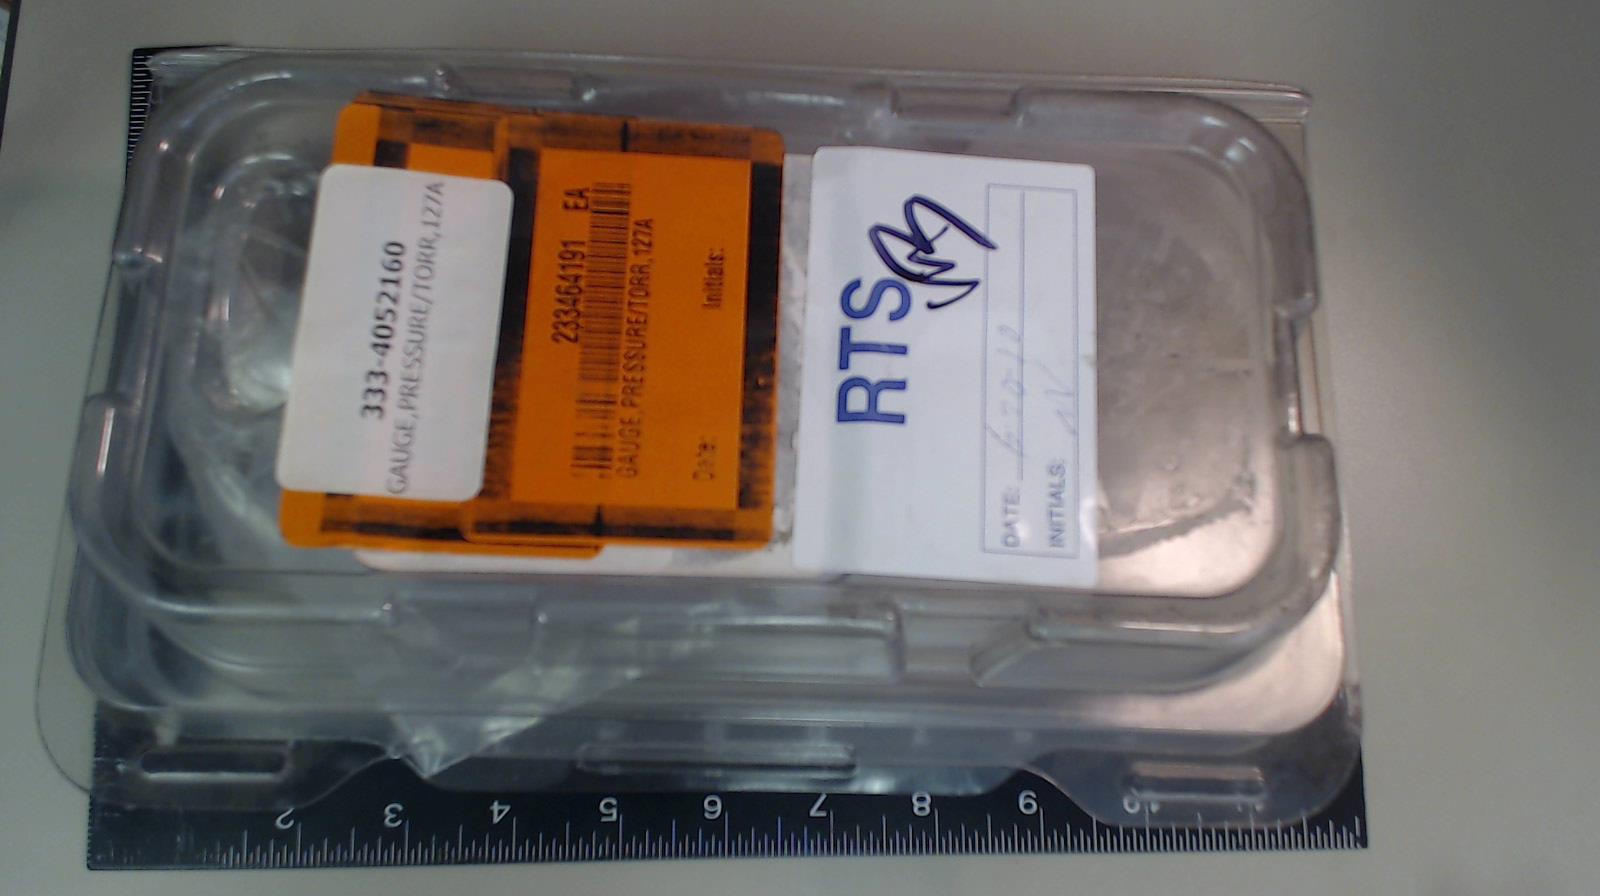 333-4052160
GAUGE,PRESSURE/TORR,127A
233464191 EA
GAUGE,PRESSURE/TORR,127A
Date: Initials:
RTS
DATE:
INITIALS:
2 3 4 5 6 7 8 9 10